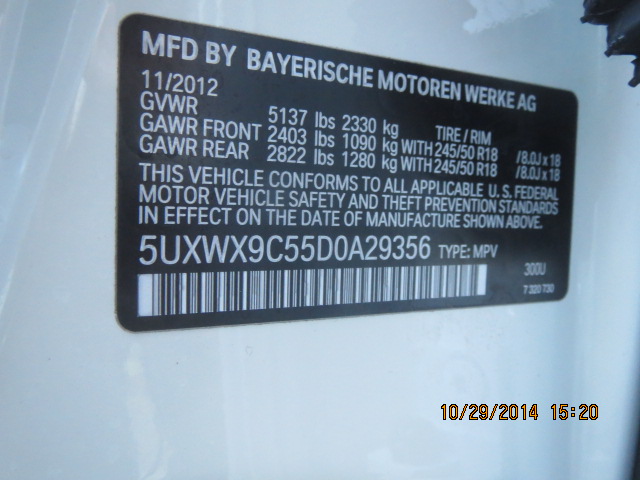 MFD BY BAYERISCHE MOTOREN WERKE AG
11/2012
GVWR 5137 lbs 2330 kg TIRE / RIM
GAWR FRONT 2403 lbs 1090 kg WITH 245/50 R18 /8.0J x 18
GAWR REAR 2822 lbs 1280 kg WITH 245/50 R18 /8.0J x 18
THIS VEHICLE CONFORMS TO ALL APPLICABLE U.S. FEDERAL
MOTOR VEHICLE SAFETY AND THEFT PREVENTION STANDARDS
IN EFFECT ON THE DATE OF MANUFACTURE SHOWN ABOVE.
5UXWX9C55D0A29356 TYPE: MPV
300U
7 320 730
10/29/2014 15:20